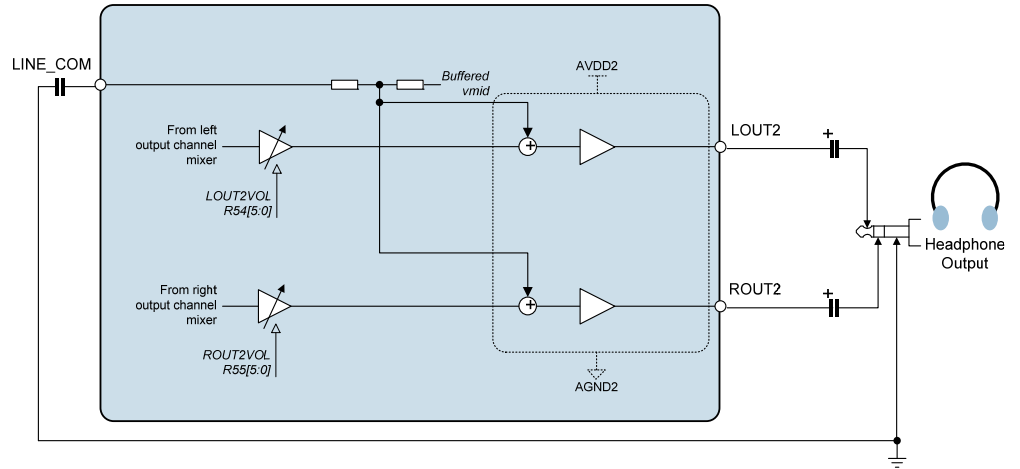 LINE_COM
Buffered
vmid
AVDD2
From left
output channel
mixer
LOUT2VOL
R54[5:0]
+
LOUT2
+
Headphone
Output
From right
output channel
mixer
ROUT2VOL
R55[5:0]
+
ROUT2
+
AGND2